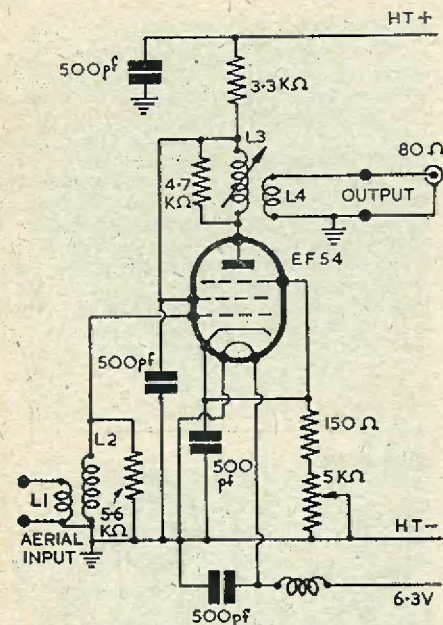 HT+
500pf
3·3KΩ
L3
80Ω
4·7
KΩ
L4
OUTPUT
EF54
500pf
150Ω
L2
500
pf
5KΩ
L1
5·6
KΩ
HT−
AERIAL
INPUT
6·3V
500pf